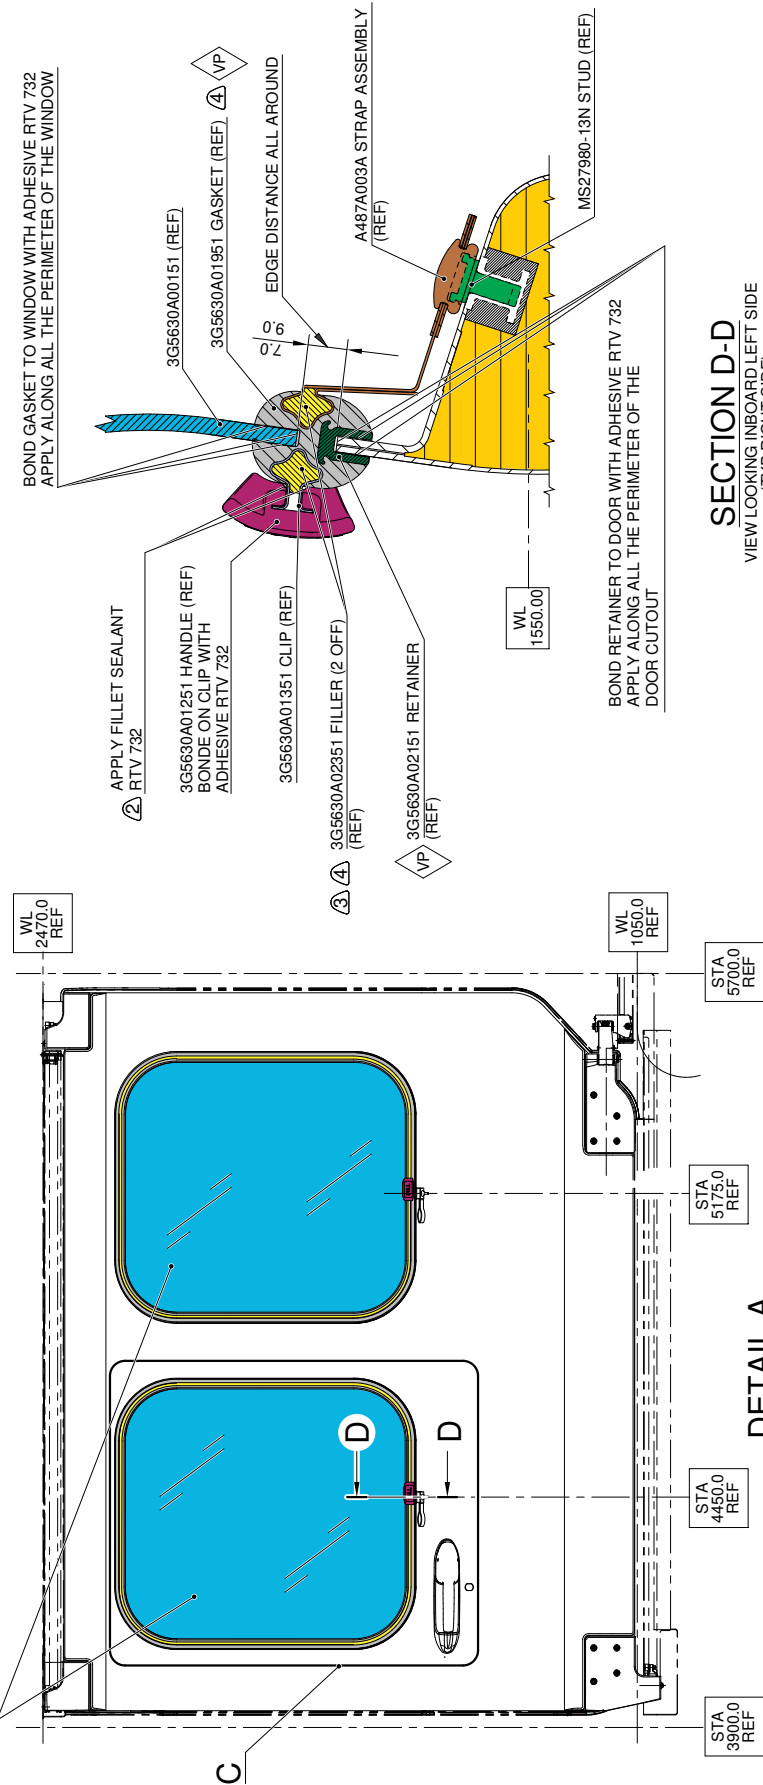 BOND GASKET TO WINDOW WITH ADHESIVE RTV 732
APPLY ALONG ALL THE PERIMETER OF THE WINDOW
3G5630A00151 (REF)
3G5630A01951 GASKET (REF) 4 VP
EDGE DISTANCE ALL AROUND
7.0
9.0
A487A003A STRAP ASSEMBLY
(REF)
MS27980-13N STUD (REF)
APPLY FILLET SEALANT
2 RTV 732
3G5630A01251 HANDLE (REF)
BONDE ON CLIP WITH
ADHESIVE RTV 732
3G5630A01351 CLIP (REF)
3 4 3G5630A02351 FILLER (2 OFF)
(REF)
VP 3G5630A02151 RETAINER
(REF)
WL
1550.00
BOND RETAINER TO DOOR WITH ADHESIVE RTV 732
APPLY ALONG ALL THE PERIMETER OF THE
DOOR CUTOUT
SECTION D-D
VIEW LOOKING INBOARD LEFT SIDE
WL
2470.0
REF
WL
1050.0
REF
STA
5700.0
REF
STA
5175.0
REF
STA
4450.0
REF
STA
3900.0
REF
D
D
C
DETAIL A